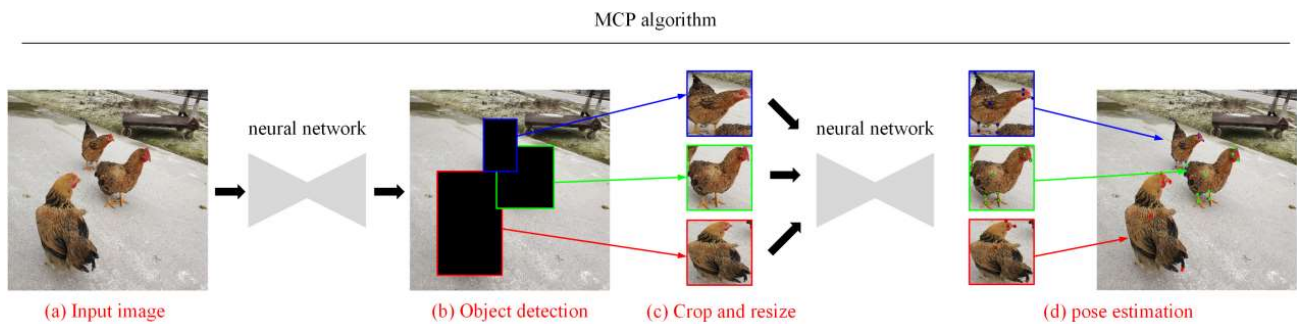 MCP algorithm
neural network
neural network
(a) Input image
(b) Object detection
(c) Crop and resize
(d) pose estimation